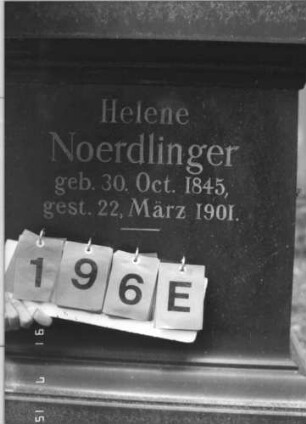 Helene
Noerdlinger
geb. 30. Oct. 1845,
gest. 22, März 1901.
196E